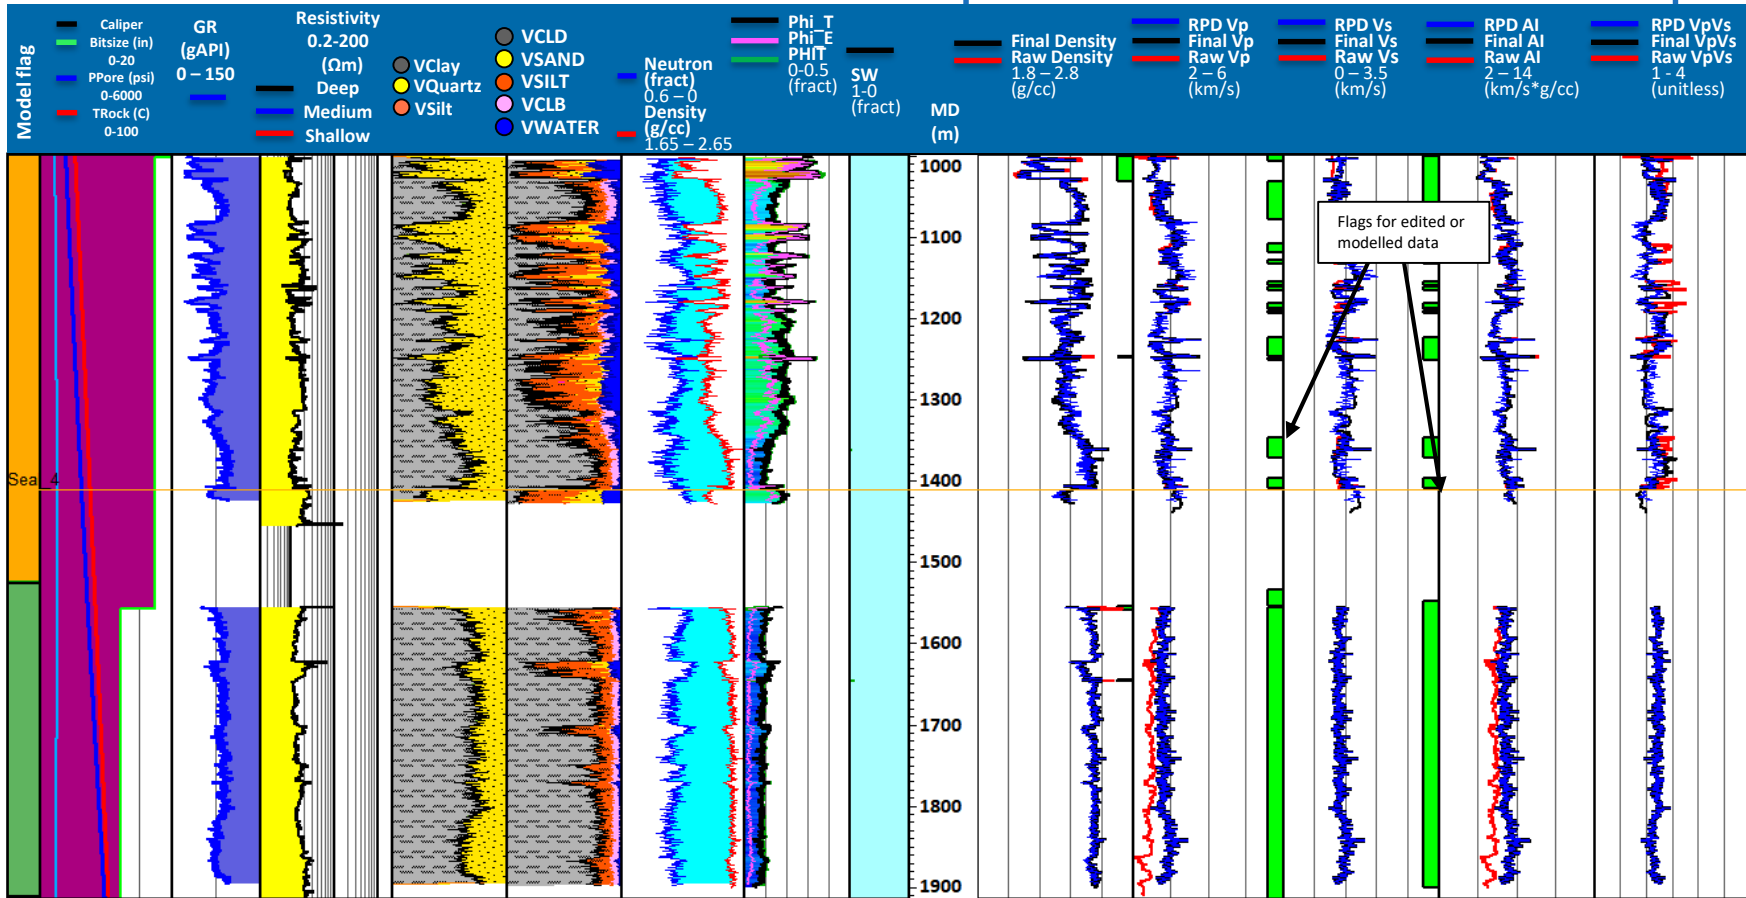 Model flag
Caliper
Bitsize (in)
0-20
PPore (psi)
0-6000
TRock (C)
0-100
GR
(gAPI)
0 – 150
Resistivity
0.2-200
(Ωm)
Deep
Medium
Shallow
VClay
VQuartz
VSilt
VCLD
VSAND
VSILT
VCLB
VWATER
Neutron
(fract)
0.6 – 0
Density
(g/cc)
1.65 – 2.65
Phi_T
Phi_E
PHIT
0-0.5
(fract)
SW
1-0
(fract)
MD
(m)
Final Density
Raw Density
1.8 – 2.8
(g/cc)
RPD Vp
Final Vp
Raw Vp
2 – 6
(km/s)
RPD Vs
Final Vs
Raw Vs
0 – 3.5
(km/s)
RPD AI
Final AI
Raw AI
2 – 14
(km/s*g/cc)
RPD VpVs
Final VpVs
Raw VpVs
1 - 4
(unitless)
1000
1100
1200
1300
1400
1500
1600
1700
1800
1900
Flags for edited or
modelled data
Seal_4